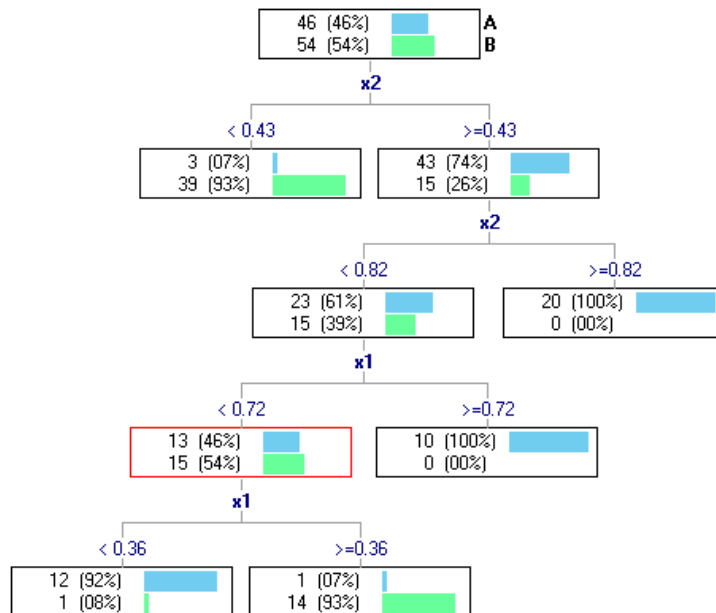 46 (46%) A
54 (54%) B
x2
< 0.43 >=0.43
3 (07%) 43 (74%)
39 (93%) 15 (26%)
x2
< 0.82 >=0.82
23 (61%) 20 (100%)
15 (39%) 0 (00%)
x1
< 0.72 >=0.72
13 (46%) 10 (100%)
15 (54%) 0 (00%)
x1
< 0.36 >=0.36
12 (92%) 1 (07%)
1 (08%) 14 (93%)